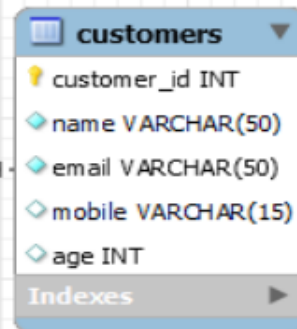 customers
customer_id INT
name VARCHAR(50)
email VARCHAR(50)
mobile VARCHAR(15)
age INT
Indexes